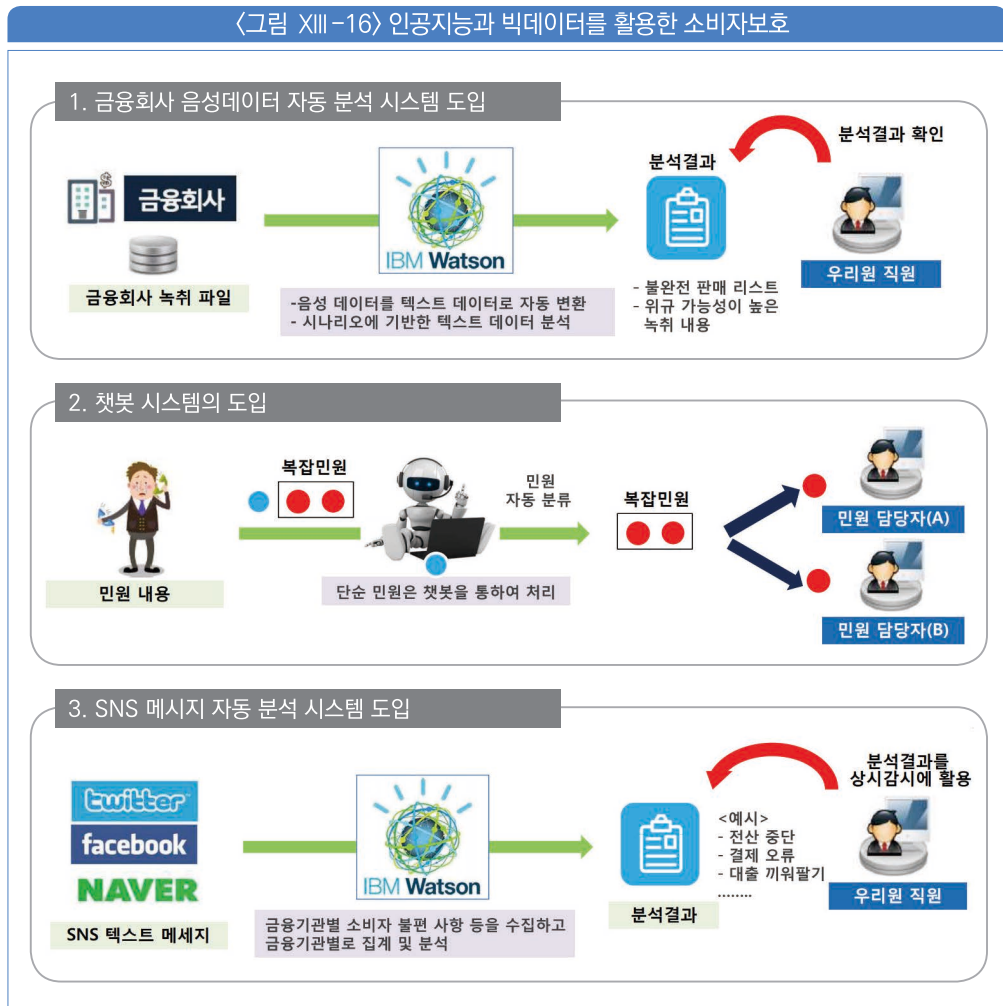 <그림 XIII-16> 인공지능과 빅데이터를 활용한 소비자보호
1. 금융회사 음성데이터 자동 분석 시스템 도입
금융회사
금융회사 녹취 파일
IBM Watson
-음성 데이터를 텍스트 데이터로 자동 변환
- 시나리오에 기반한 텍스트 데이터 분석
분석결과
- 불완전 판매 리스트
- 위규 가능성이 높은
녹취 내용
분석결과 확인
우리원 직원
2. 챗봇 시스템의 도입
민원 내용
복잡민원
단순 민원은 챗봇을 통하여 처리
민원
자동 분류
복잡민원
민원 담당자(A)
민원 담당자(B)
3. SNS 메시지 자동 분석 시스템 도입
twitter
facebook
NAVER
SNS 텍스트 메세지
IBM Watson
금융기관별 소비자 불편 사항 등을 수집하고
금융기관별로 집계 및 분석
분석결과
<예시>
- 전산 중단
- 결제 오류
- 대출 끼워팔기
........
분석결과를
상시감시에 활용
우리원 직원